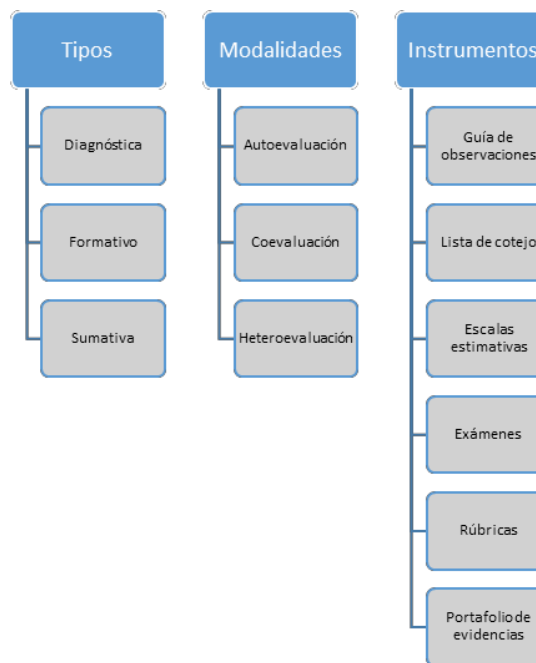 Tipos
Diagnóstica
Formativo
Sumativa
Modalidades
Autoevaluación
Coevaluación
Heteroevaluación
Instrumentos
Guía de
observaciones
Lista de cotejo
Escalas
estimativas
Exámenes
Rúbricas
Portafolio de
evidencias